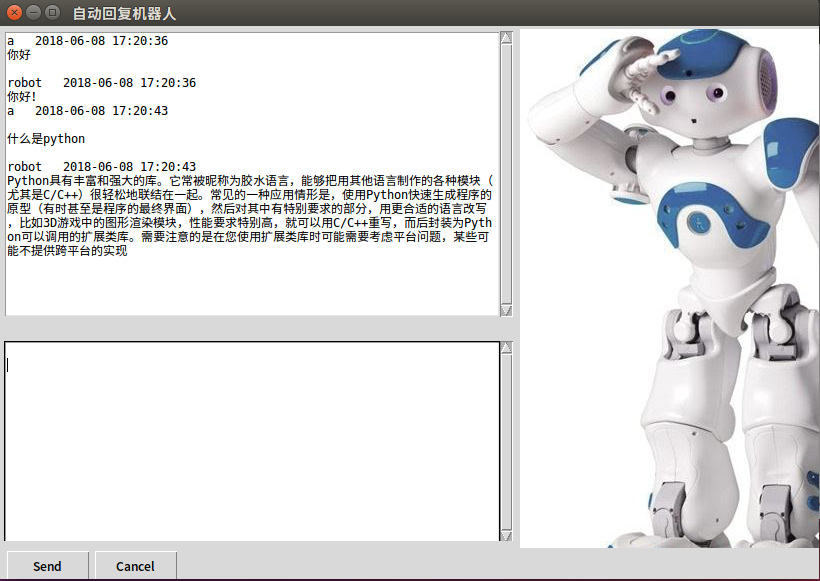 自动回复机器人
a   2018-06-08 17:20:36
你好
robot   2018-06-08 17:20:36
你好!
a   2018-06-08 17:20:43
什么是python
robot   2018-06-08 17:20:43
Python具有丰富和强大的库。它常被昵称为胶水语言，能够把用其他语言制作的各种模块（
尤其是C/C++）很轻松地联结在一起。常见的一种应用情形是，使用Python快速生成程序的
原型（有时甚至是程序的最终界面），然后对其中有特别要求的部分，用更合适的语言改写
，比如3D游戏中的图形渲染模块，性能要求特别高，就可以用C/C++重写，而后封装为Pyth
on可以调用的扩展类库。需要注意的是在您使用扩展类库时可能需要考虑平台问题，某些可
能不提供跨平台的实现
Send
Cancel